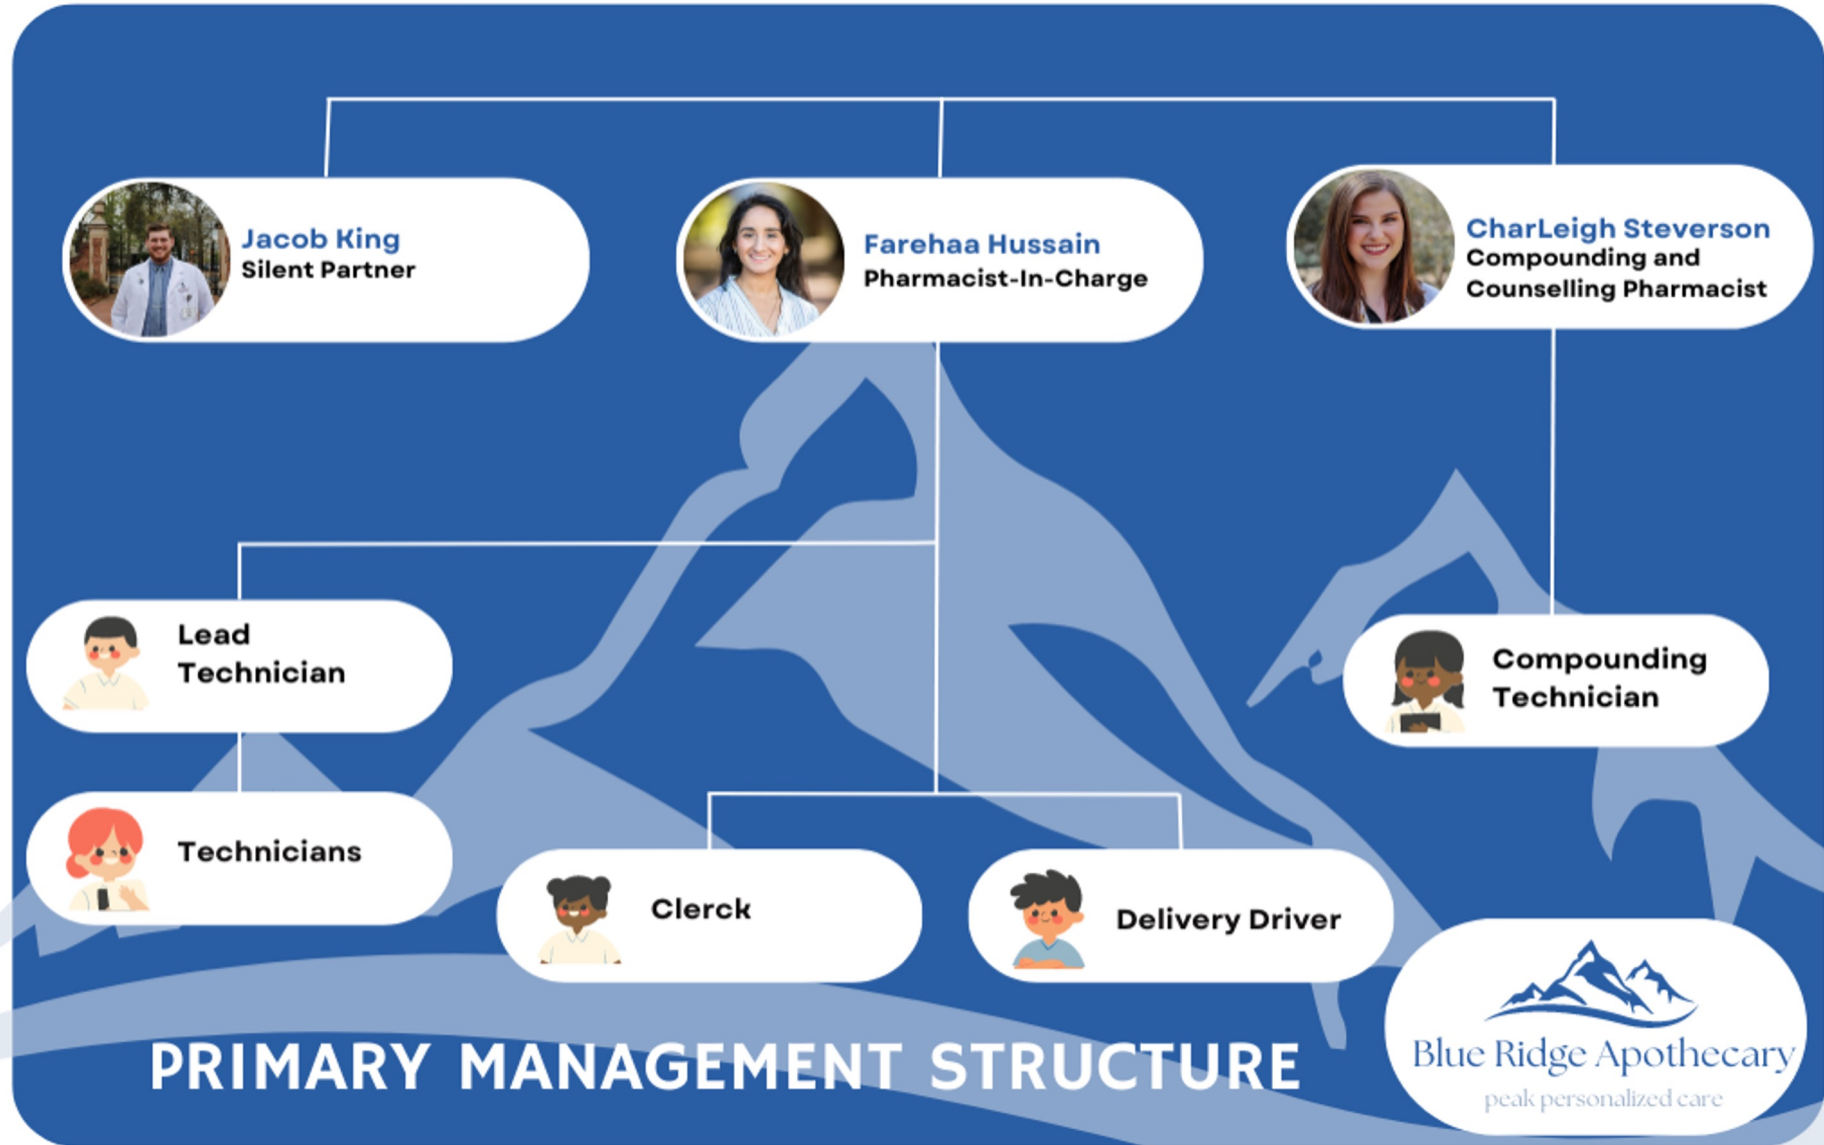 Jacob King
Silent Partner
Farehaa Hussain
Pharmacist-In-Charge
CharLeigh Steverson
Compounding and
Counselling Pharmacist
Lead
Technician
Compounding
Technician
Technicians
Clerck
Delivery Driver
PRIMARY MANAGEMENT STRUCTURE
Blue Ridge Apothecary
peak personalized care